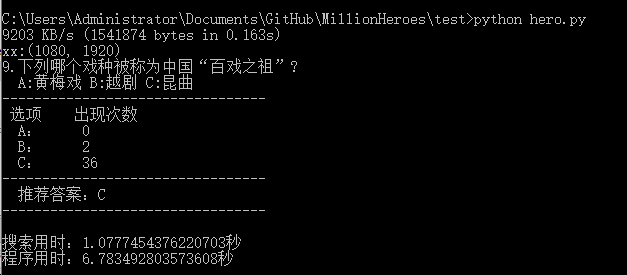 C:\Users\Administrator\Documents\GitHub\MillionHeroes\test>python hero.py
9203 KB/s (1541874 bytes in 0.163s)
xx:(1080, 1920)
9.下列哪个戏种被称为中国“百戏之祖”？
A:黄梅戏 B:越剧 C:昆曲
---------------------------------
选项 出现次数
A: 0
B: 2
C: 36
---------------------------------
推荐答案：C
---------------------------------
搜索用时：1.0777454376220703秒
程序用时：6.783492803573608秒